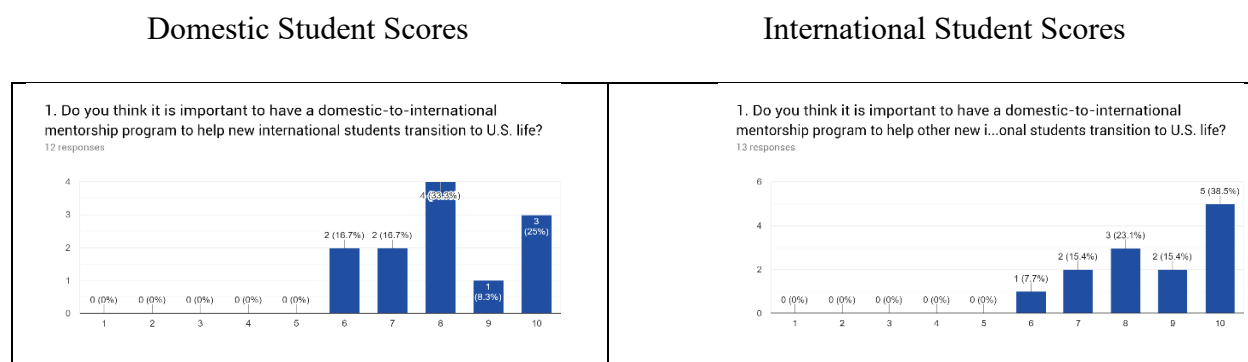 Domestic Student Scores
International Student Scores
1. Do you think it is important to have a domestic-to-international
mentorship program to help new international students transition to U.S. life?
12 responses
4
3
2
1
0
0 (0%) 0 (0%) 0 (0%) 0 (0%) 0 (0%) 2 (16.7%) 2 (16.7%) 4 (33.3%) 1 (8.3%) 3 (25%)
1 2 3 4 5 6 7 8 9 10
1. Do you think it is important to have a domestic-to-international
mentorship program to help other new i...onal students transition to U.S. life?
13 responses
6
4
2
0
0 (0%) 0 (0%) 0 (0%) 0 (0%) 0 (0%) 1 (7.7%) 2 (15.4%) 3 (23.1%) 2 (15.4%) 5 (38.5%)
1 2 3 4 5 6 7 8 9 10